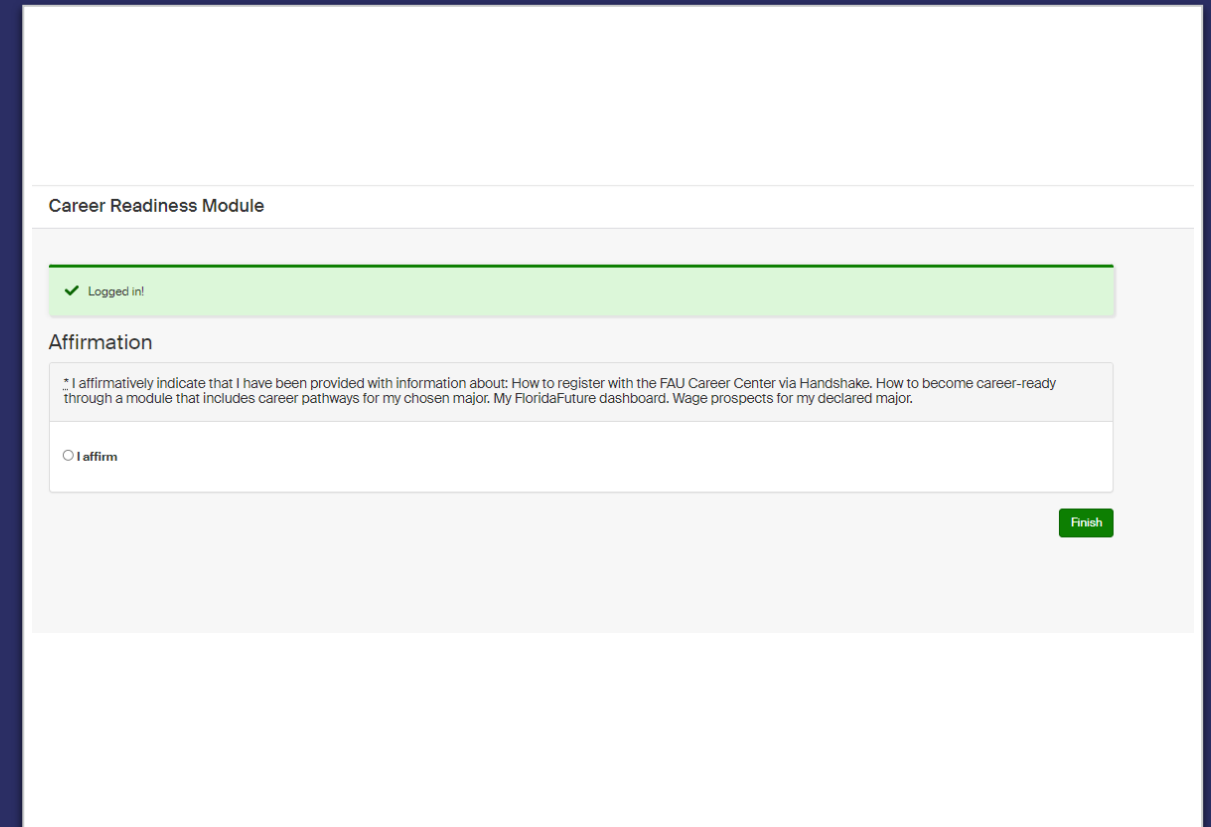 Career Readiness Module
Logged in!
Affirmation
* I affirmatively indicate that I have been provided with information about: How to register with the FAU Career Center via Handshake. How to become career-ready
through a module that includes career pathways for my chosen major. My FloridaFuture dashboard. Wage prospects for my declared major.
I affirm
Finish